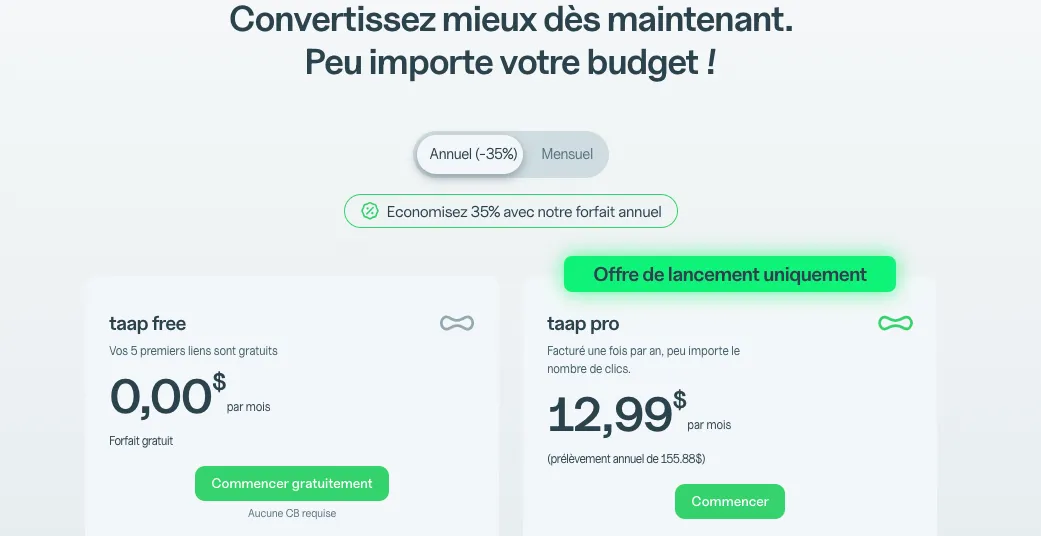 Convertissez mieux dès maintenant.
Peu importe votre budget !
Annuel (-35%) Mensuel
Economisez 35% avec notre forfait annuel
Offre de lancement uniquement
taap free
Vos 5 premiers liens sont gratuits
0,00$ par mois
Forfait gratuit
Commencer gratuitement
Aucune CB requise
taap pro
Facturé une fois par an, peu importe le
nombre de clics.
12,99$ par mois
(prélèvement annuel de 155.88$)
Commencer